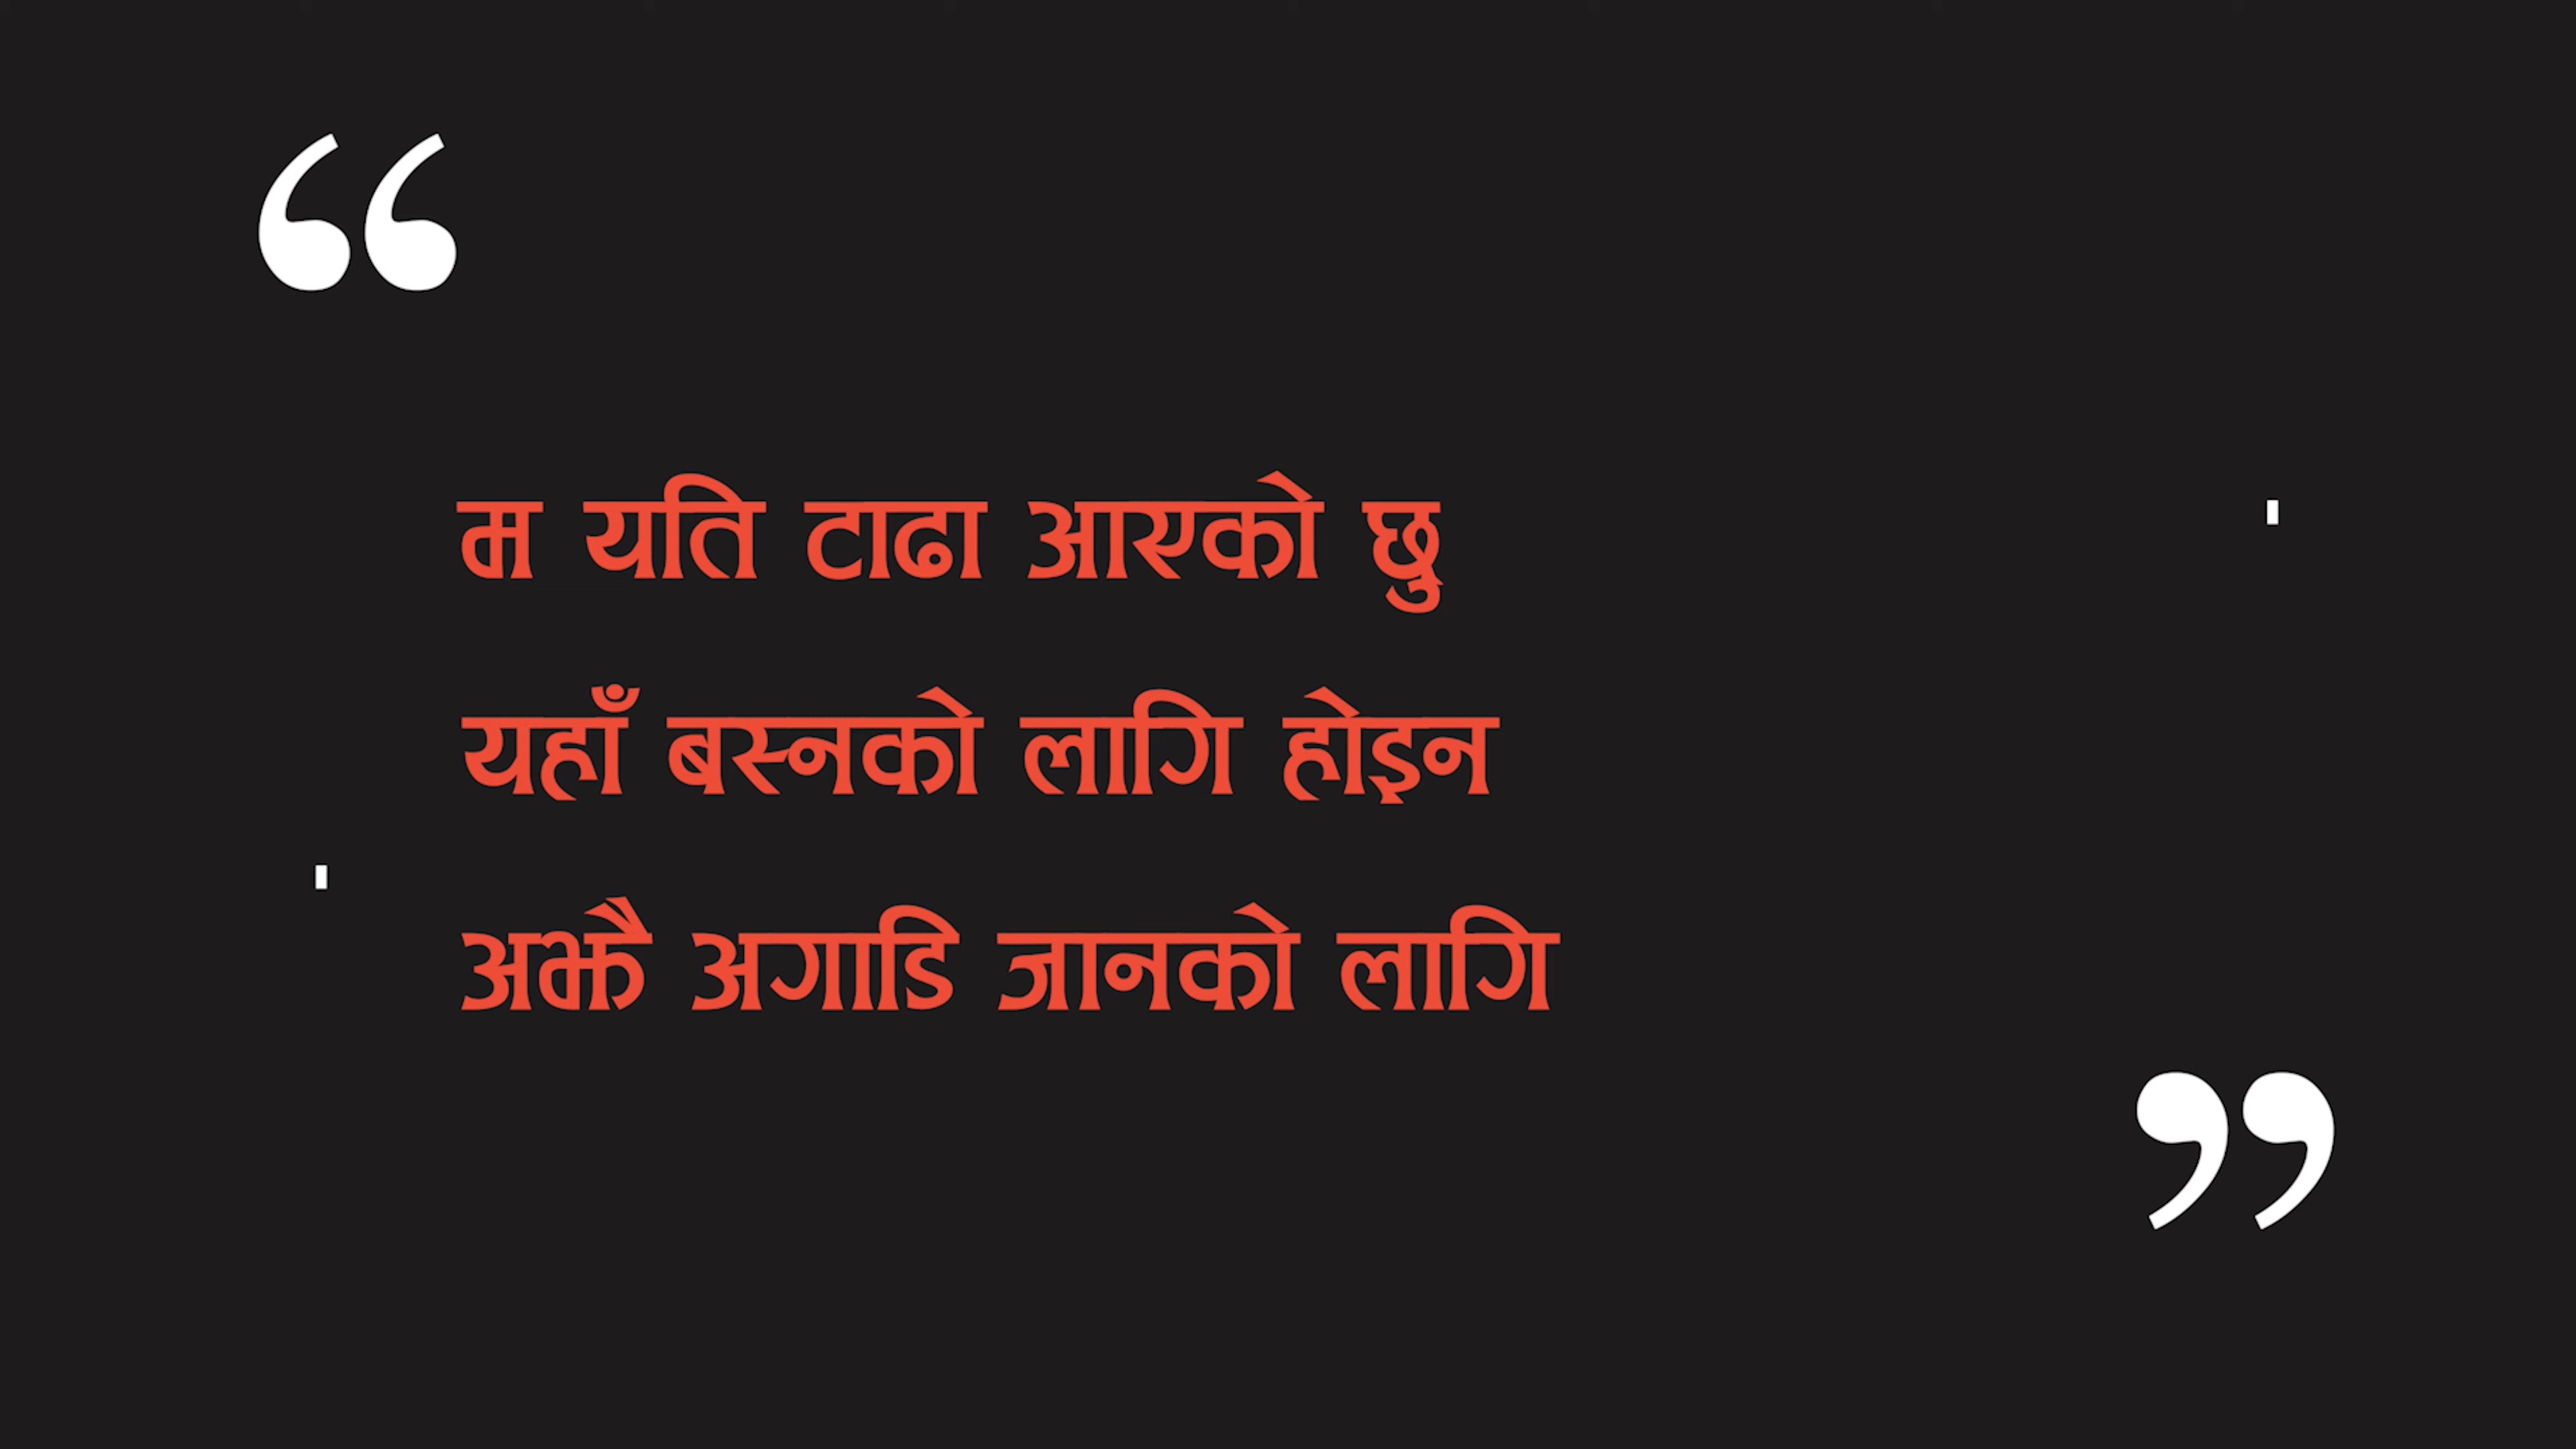 “
म यति टाढा आएको छु
यहाँ बस्नको लागि होइन
अझै अगाडि जानको लागि
”